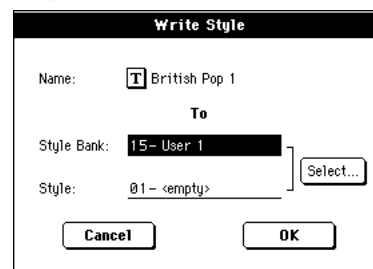 Write Style
Name: T British Pop 1
To
Style Bank: 15- User 1
Select...
Style: 01- <empty>
Cancel OK